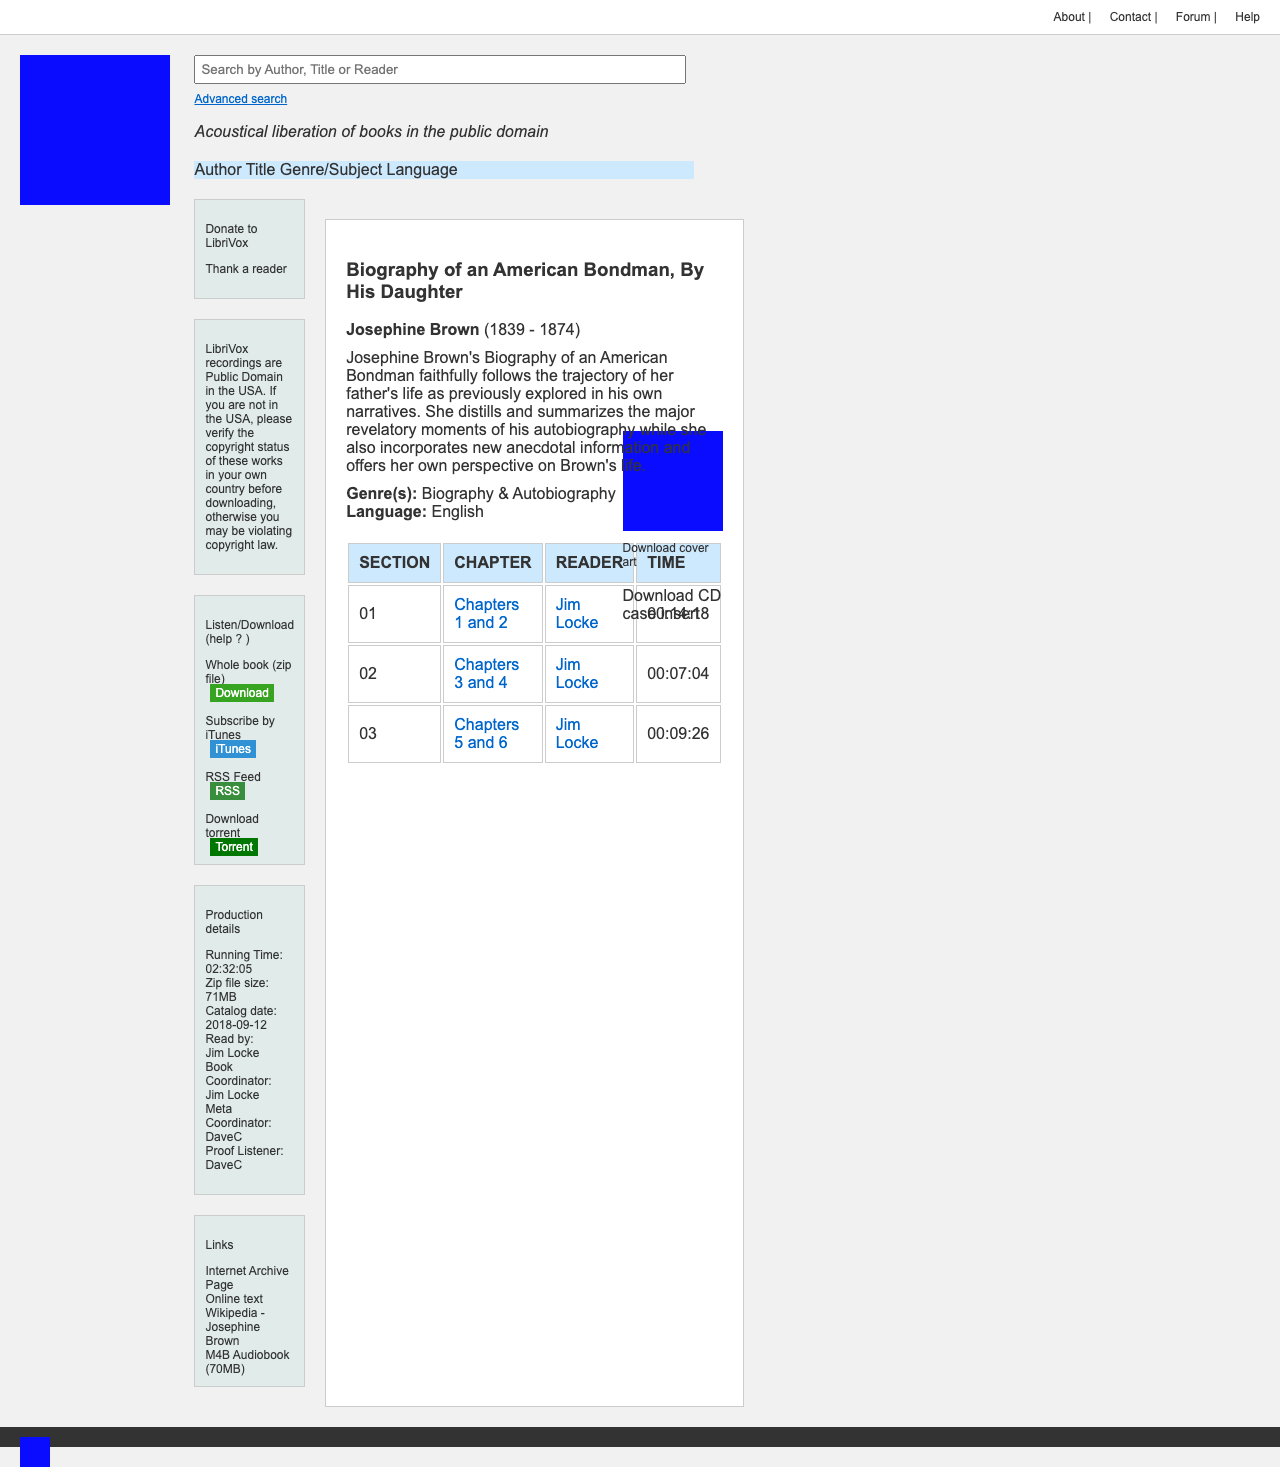 About |
Contact |
Forum |
Help
Search by Author, Title or Reader
Advanced search
Acoustical liberation of books in the public domain
Author Title Genre/Subject Language
Donate to
LibriVox
Thank a reader
LibriVox
recordings are
Public Domain
in the USA. If
you are not in
the USA, please
verify the
copyright status
of these works
in your own
country before
downloading,
otherwise you
may be violating
copyright law.
Listen/Download
(help ? )
Whole book (zip
file)
Download
Subscribe by
iTunes
iTunes
RSS Feed
RSS
Download
torrent
Torrent
Production
details
Running Time:
02:32:05
Zip file size:
71MB
Catalog date:
2018-09-12
Read by:
Jim Locke
Book
Coordinator:
Jim Locke
Meta
Coordinator:
DaveC
Proof Listener:
DaveC
Links
Internet Archive
Page
Online text
Wikipedia -
Josephine
Brown
M4B Audiobook
(70MB)
Biography of an American Bondman, By
His Daughter
Josephine Brown (1839 - 1874)
Josephine Brown's Biography of an American
Bondman faithfully follows the trajectory of her
father's life as previously explored in his own
narratives. She distills and summarizes the major
revelatory moments of his autobiography while she
also incorporates new anecdotal information and
offers her own perspective on Brown's life.
Genre(s): Biography & Autobiography
Language: English
Download cover
art
Download CD
case insert
SECTION CHAPTER READER TIME
01 Chapters 1 and 2 Jim Locke 00:14:18
02 Chapters 3 and 4 Jim Locke 00:07:04
03 Chapters 5 and 6 Jim Locke 00:09:26